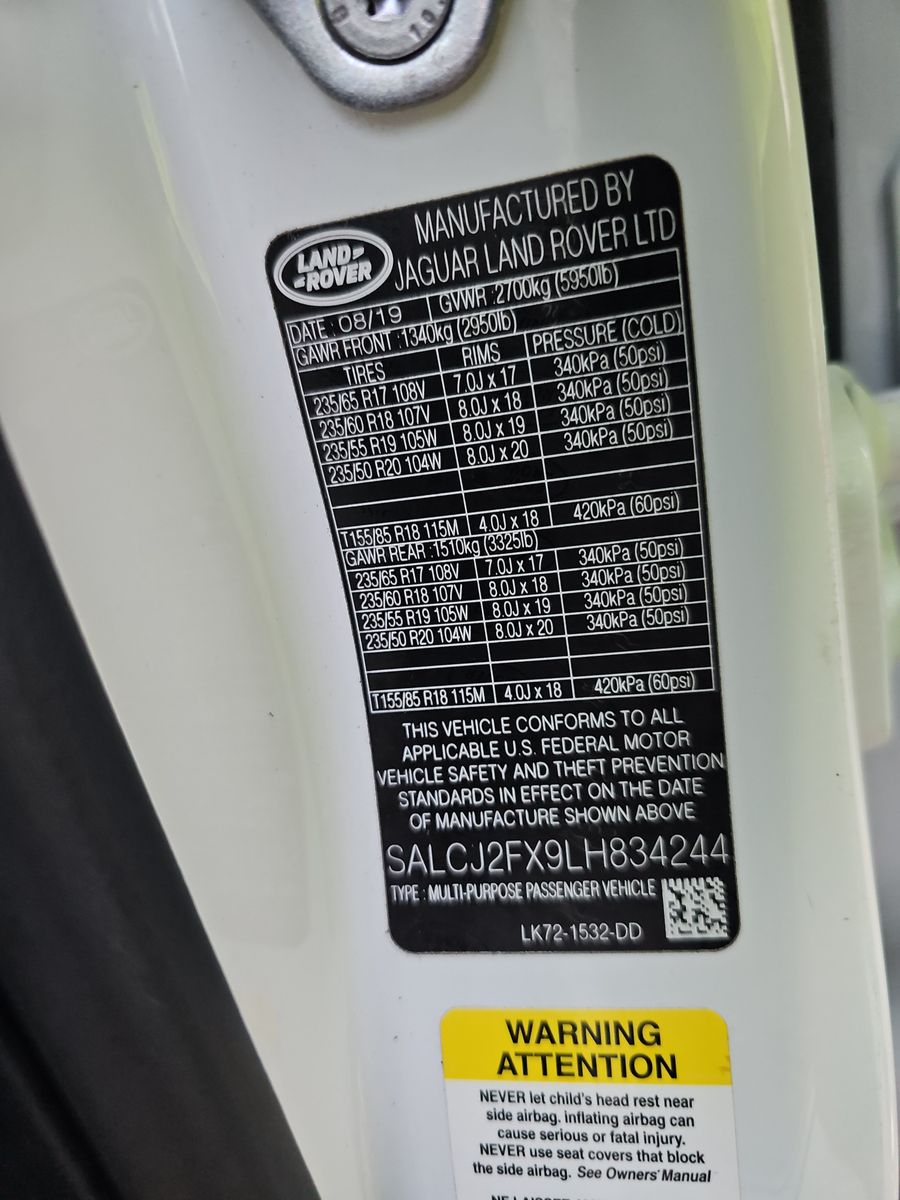 LAND
ROVER
MANUFACTURED BY
JAGUAR LAND ROVER LTD
DATE : 08/19 GVWR : 2700kg (5950lb)
GAWR FRONT : 1340kg (2950lb)
TIRES RIMS PRESSURE (COLD)
235/65 R17 108V 7.0J x 17 340kPa (50psi)
235/60 R18 107V 8.0J x 18 340kPa (50psi)
235/55 R19 105W 8.0J x 19 340kPa (50psi)
235/50 R20 104W 8.0J x 20 340kPa (50psi)
T155/85 R18 115M 4.0J x 18 420kPa (60psi)
GAWR REAR : 1510kg (3325lb)
235/65 R17 108V 7.0J x 17 340kPa (50psi)
235/60 R18 107V 8.0J x 18 340kPa (50psi)
235/55 R19 105W 8.0J x 19 340kPa (50psi)
235/50 R20 104W 8.0J x 20 340kPa (50psi)
T155/85 R18 115M 4.0J x 18 420kPa (60psi)
THIS VEHICLE CONFORMS TO ALL
APPLICABLE U.S. FEDERAL MOTOR
VEHICLE SAFETY AND THEFT PREVENTION
STANDARDS IN EFFECT ON THE DATE
OF MANUFACTURE SHOWN ABOVE
SALCJ2FX9LH834244
TYPE : MULTI-PURPOSE PASSENGER VEHICLE
LK72-1532-DD
WARNING
ATTENTION
NEVER let child's head rest near
side airbag. inflating airbag can
cause serious or fatal injury.
NEVER use seat covers that block
the side airbag. See Owners' Manual